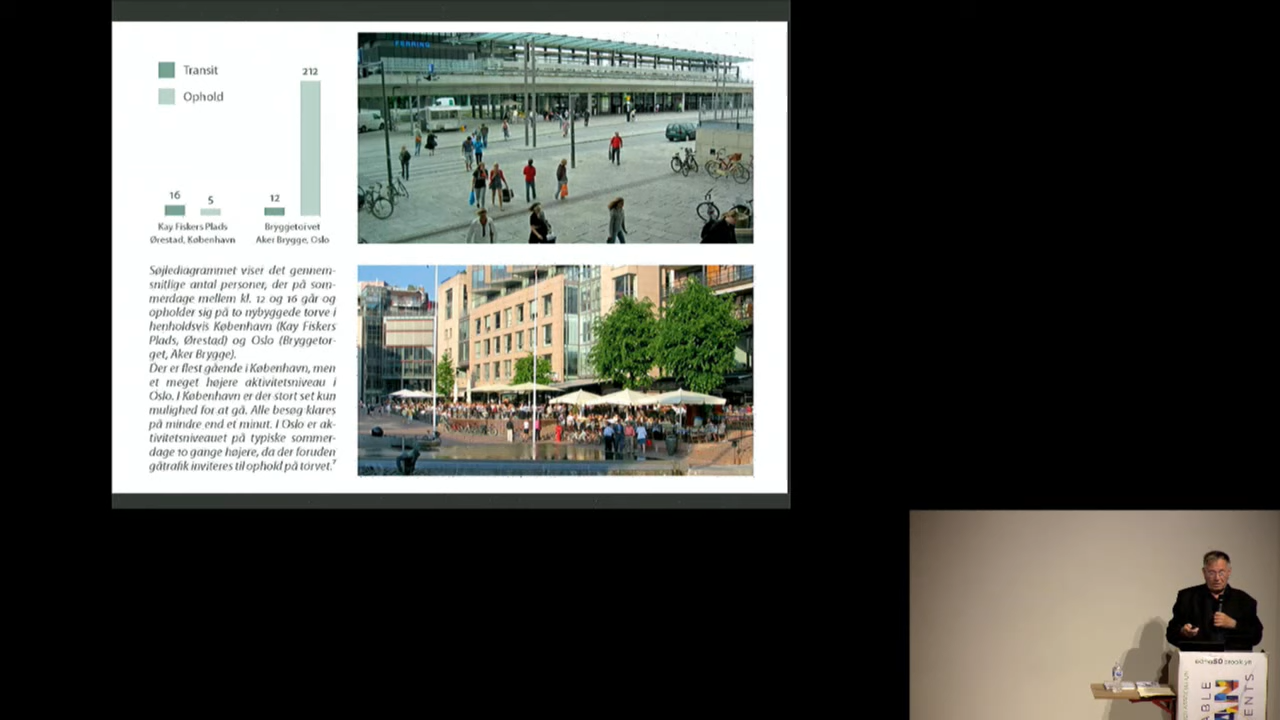 Transit
Ophold
212
16
5
12
Kay Fiskers Plads
Ørestad, København
Bryggetorvet
Aker Brygge, Oslo
Søjlediagrammet viser det gennem-
snitlige antal personer, der på som-
merdage mellem kl. 12 og 16 går og
opholder sig på to nybyggede torve i
henholdsvis København (Kay Fiskers
Plads, Ørestad) og Oslo (Bryggetor-
get, Aker Brygge).
Der er flest gående i København, men
et meget højere aktivitetsniveau i
Oslo. I København er der stort set kun
mulighed for at gå. Alle besøg klares
på mindre end et minut. I Oslo er ak-
tivitetsniveauet på typiske sommer-
dage 10 gange højere, da der foruden
gåtrafik inviteres til ophold på torvet.7
FERRING